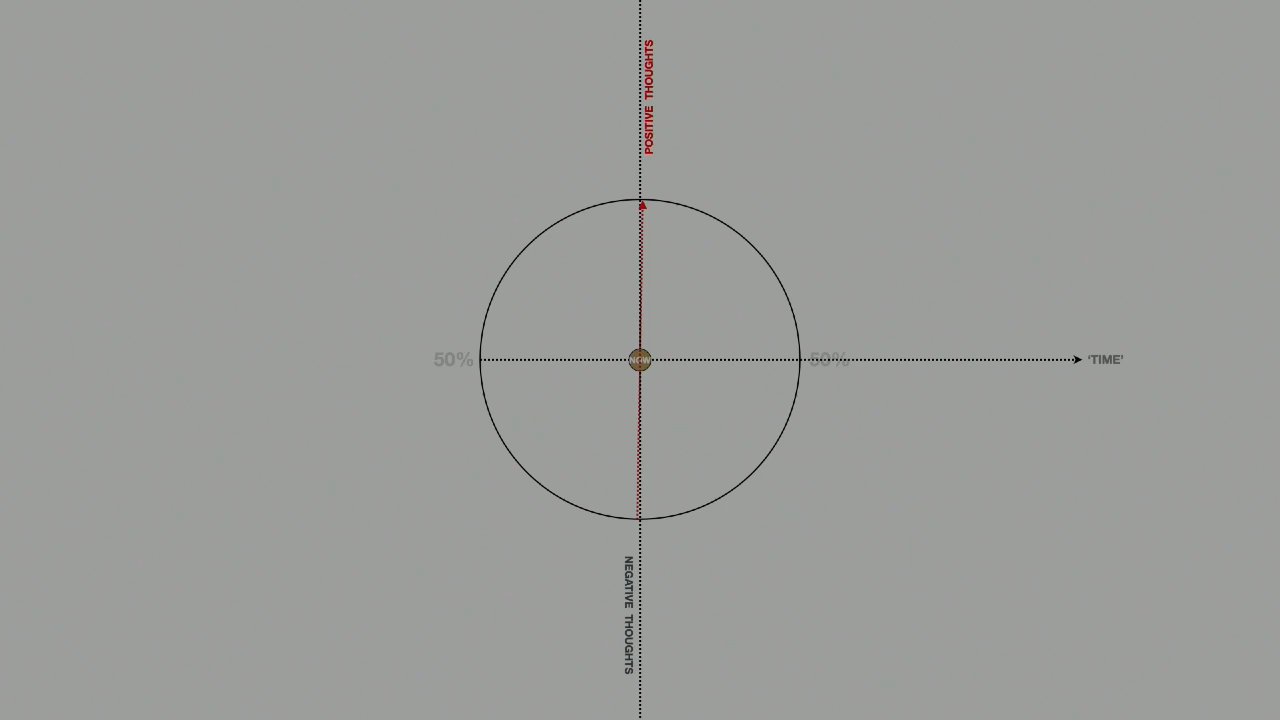 POSITIVE THOUGHTS
50%
NOW
50%
'TIME'
NEGATIVE THOUGHTS